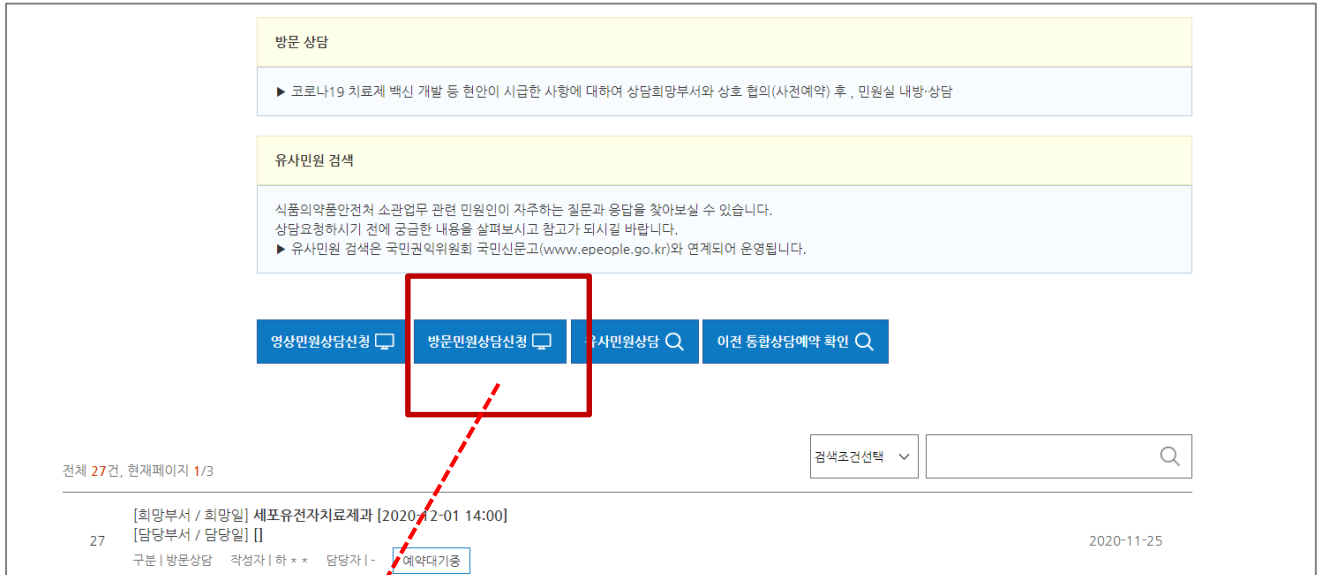 방문 상담
▶ 코로나19 치료제 백신 개발 등 현안이 시급한 사항에 대하여 상담희망부서와 상호 협의(사전예약) 후 , 민원실 내방·상담
유사민원 검색
식품의약품안전처 소관업무 관련 민원인이 자주하는 질문과 응답을 찾아보실 수 있습니다.
상담요청하시기 전에 궁금한 내용을 살펴보시고 참고가 되시길 바랍니다.
▶ 유사민원 검색은 국민권익위원회 국민신문고(www.epeople.go.kr)와 연계되어 운영됩니다.
영상민원상담신청 방문민원상담신청 유사민원상담 이전 통합상담예약 확인
검색조건선택
전체 27건, 현재페이지 1/3
[희망부서 / 희망일] 세포유전자치료제과 [2020-12-01 14:00]
27 [담당부서 / 담당일] [] 2020-11-25
구분 | 방문상담 작성자 | 하 * * 담당자 | - 예약대기중